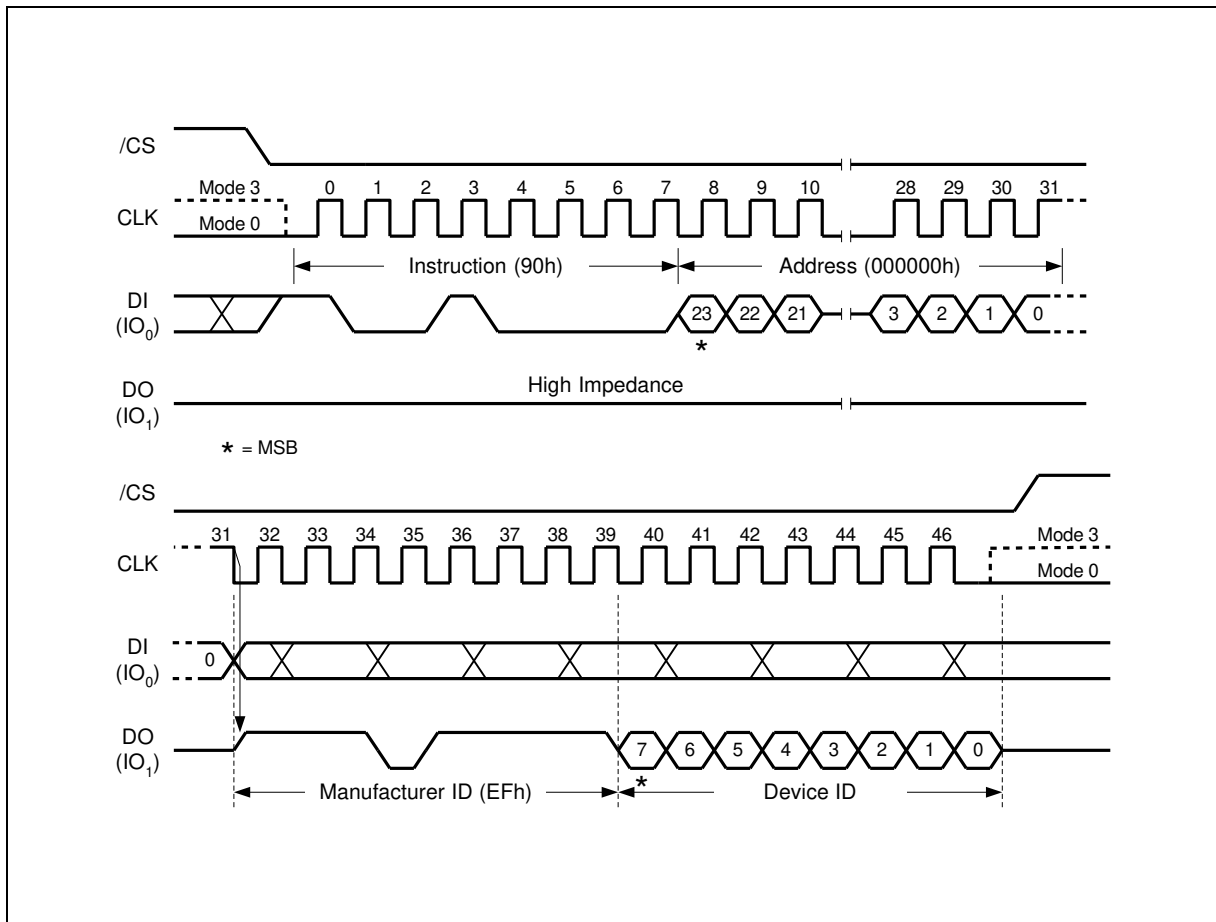 /CS
Mode 3 0 1 2 3 4 5 6 7 8 9 10 28 29 30 31
CLK
Mode 0
Instruction (90h) Address (000000h)
DI
(IO0)
23 22 21 3 2 1 0
*
High Impedance
DO
(IO1)
* = MSB
/CS
31 32 33 34 35 36 37 38 39 40 41 42 43 44 45 46 Mode 3
CLK
Mode 0
DI
(IO0)
0
DO
(IO1)
7 6 5 4 3 2 1 0
*
Manufacturer ID (EFh) Device ID